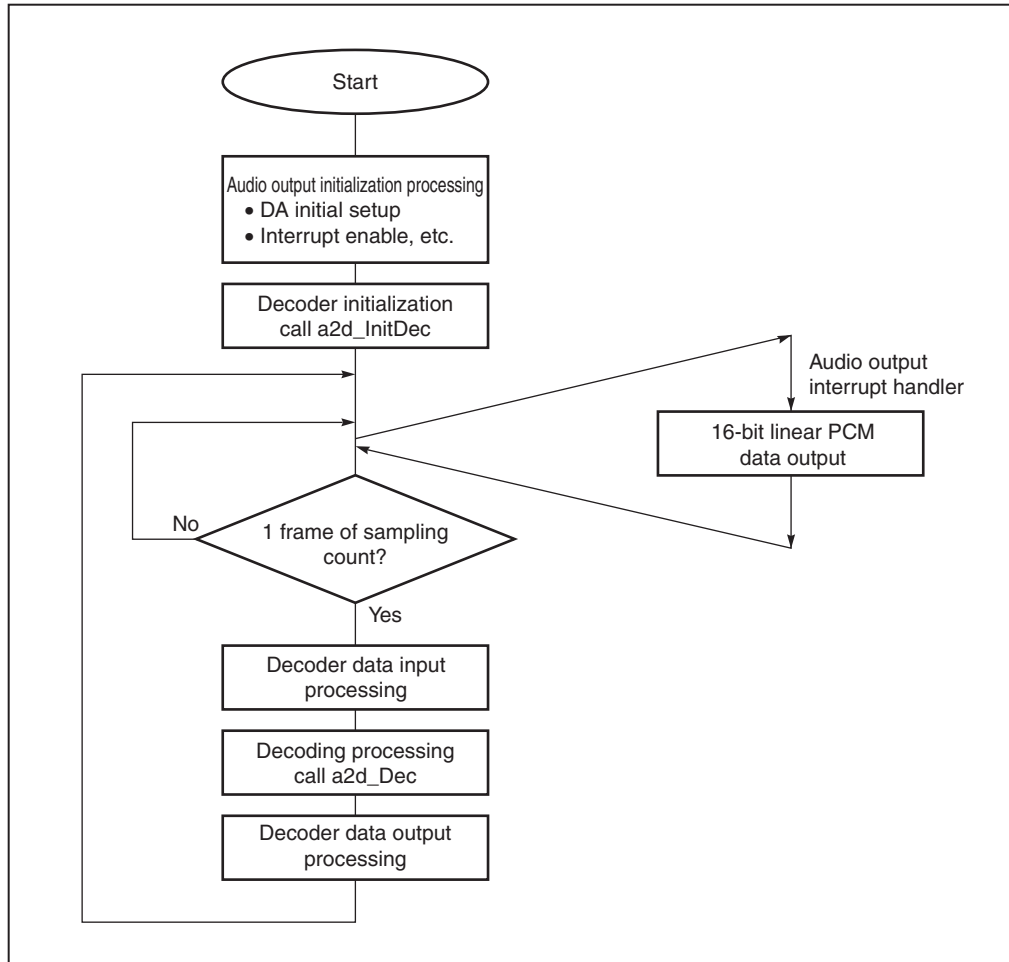 Start
Audio output initialization processing
• DA initial setup
• Interrupt enable, etc.
Decoder initialization
call a2d_InitDec
Audio output
interrupt handler
16-bit linear PCM
data output
No
1 frame of sampling
count?
Yes
Decoder data input
processing
Decoding processing
call a2d_Dec
Decoder data output
processing